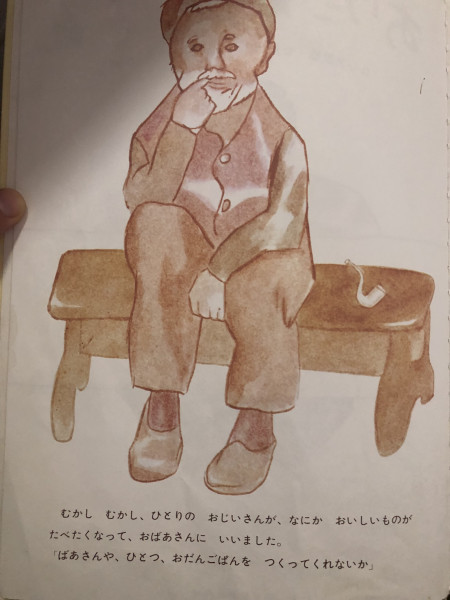 むかし　むかし、ひとりの　おじいさんが、なにか　おいしいものが
たべたくなって、おばあさんに　いいました。
「ばあさんや、ひとつ、おだんごぱんを　つくってくれないか」